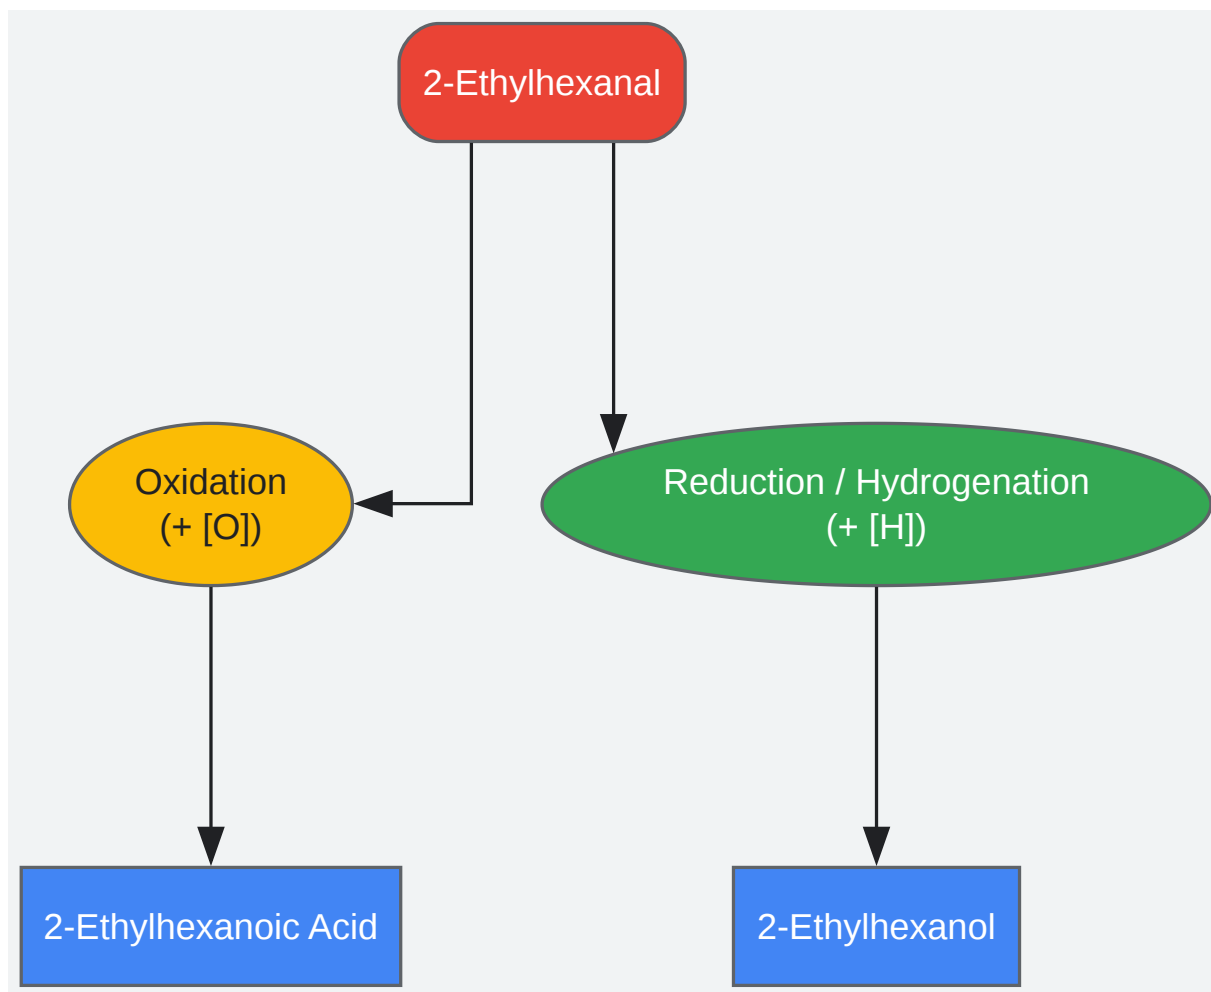 2-Ethylhexanal
Oxidation
(+ [O])
Reduction / Hydrogenation
(+ [H])
2-Ethylhexanoic Acid
2-Ethylhexanol